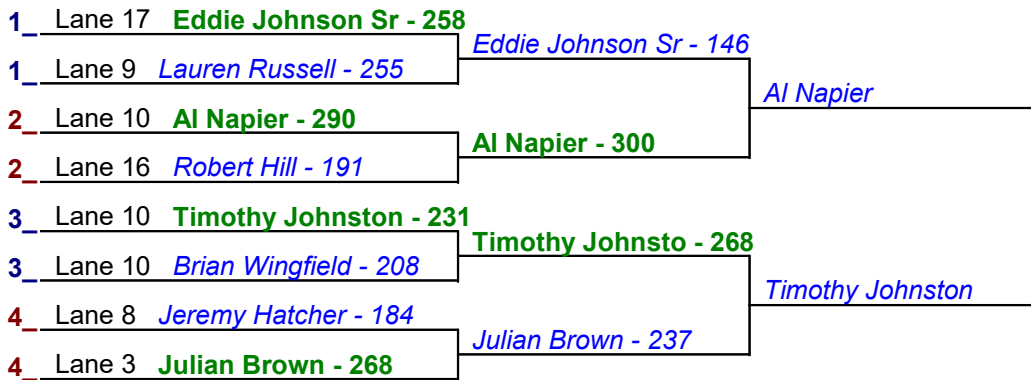 1_ Lane 17 Eddie Johnson Sr - 258
Eddie Johnson Sr - 146
1_ Lane 9 Lauren Russell - 255
Al Napier
2_ Lane 10 Al Napier - 290
Al Napier - 300
2_ Lane 16 Robert Hill - 191
3_ Lane 10 Timothy Johnston - 231
Timothy Johnsto - 268
3_ Lane 10 Brian Wingfield - 208
Timothy Johnston
4_ Lane 8 Jeremy Hatcher - 184
Julian Brown - 237
4_ Lane 3 Julian Brown - 268